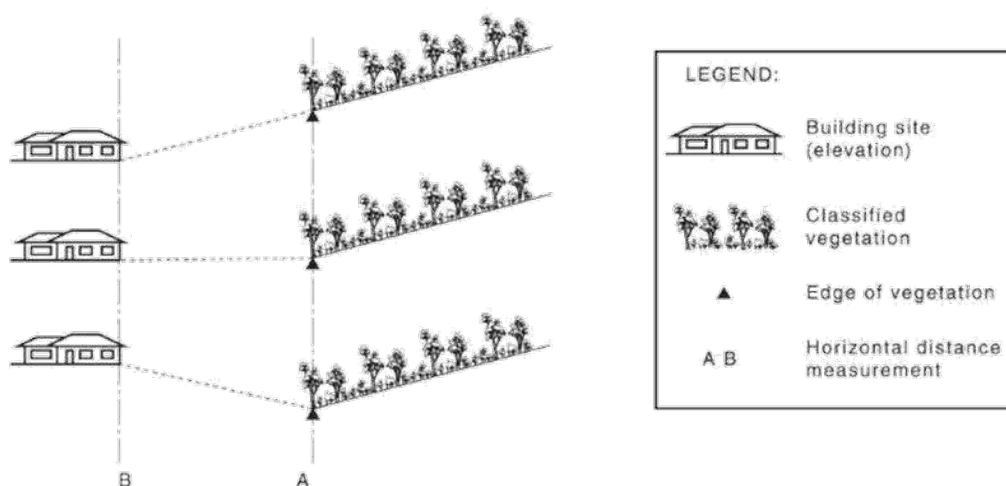 LEGEND:
Building site
(elevation)
Classified
vegetation
Edge of vegetation
A B
Horizontal distance
measurement
B
A